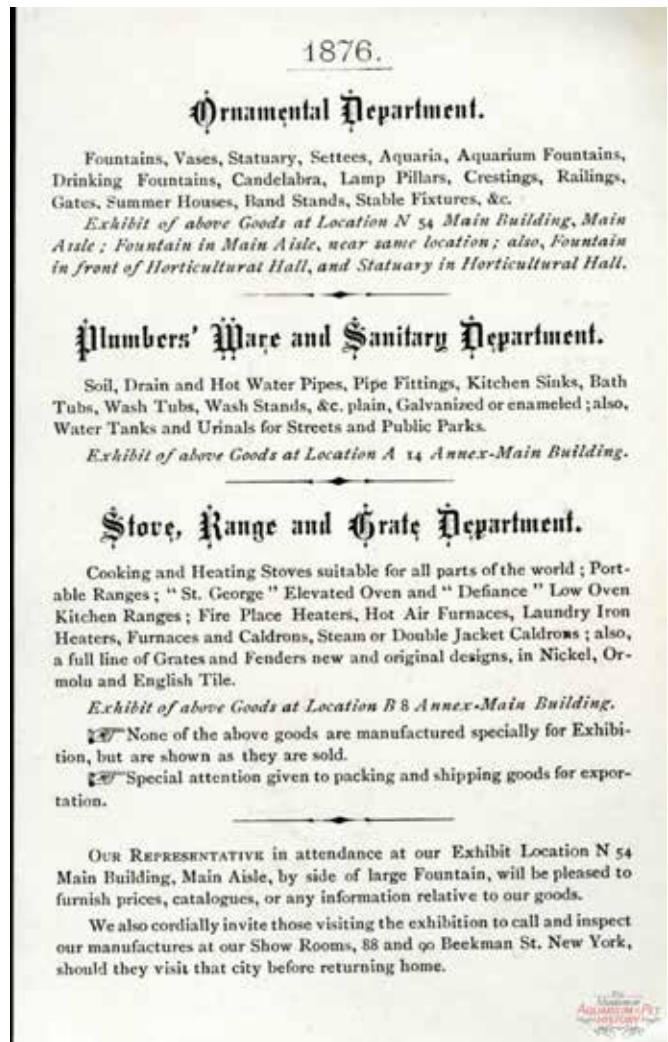 1876.
Ornamental Department.
Fountains, Vases, Statuary, Settees, Aquaria, Aquarium Fountains,
Drinking Fountains, Candelabra, Lamp Pillars, Crestings, Railings,
Gates, Summer Houses, Band Stands, Stable Fixtures, &c.
Exhibit of above Goods at Location N 54 Main Building, Main
Aisle; Fountain in Main Aisle, near same location; also, Fountain
in front of Horticultural Hall, and Statuary in Horticultural Hall.
Plumbers' Ware and Sanitary Department.
Soil, Drain and Hot Water Pipes, Pipe Fittings, Kitchen Sinks, Bath
Tubs, Wash Tubs, Wash Stands, &c. plain, Galvanized or enameled; also,
Water Tanks and Urinals for Streets and Public Parks.
Exhibit of above Goods at Location A 14 Annex-Main Building.
Stove, Range and Grate Department.
Cooking and Heating Stoves suitable for all parts of the world; Port-
able Ranges; "St. George" Elevated Oven and "Defiance" Low Oven
Kitchen Ranges; Fire Place Heaters, Hot Air Furnaces, Laundry Iron
Heaters, Furnaces and Caldrons, Steam or Double Jacket Caldrons; also,
a full line of Grates and Fenders new and original designs, in Nickel, Or-
molu and English Tile.
Exhibit of above Goods at Location B 8 Annex-Main Building.
None of the above goods are manufactured specially for Exhibi-
tion, but are shown as they are sold.
Special attention given to packing and shipping goods for expor-
tation.
OUR REPRESENTATIVE in attendance at our Exhibit Location N 54
Main Building, Main Aisle, by side of large Fountain, will be pleased to
furnish prices, catalogues, or any information relative to our goods.
We also cordially invite those visiting the exhibition to call and inspect
our manufactures at our Show Rooms, 88 and 90 Beekman St. New York,
should they visit that city before returning home.
The
AQUARIUM & PET
HISTORY